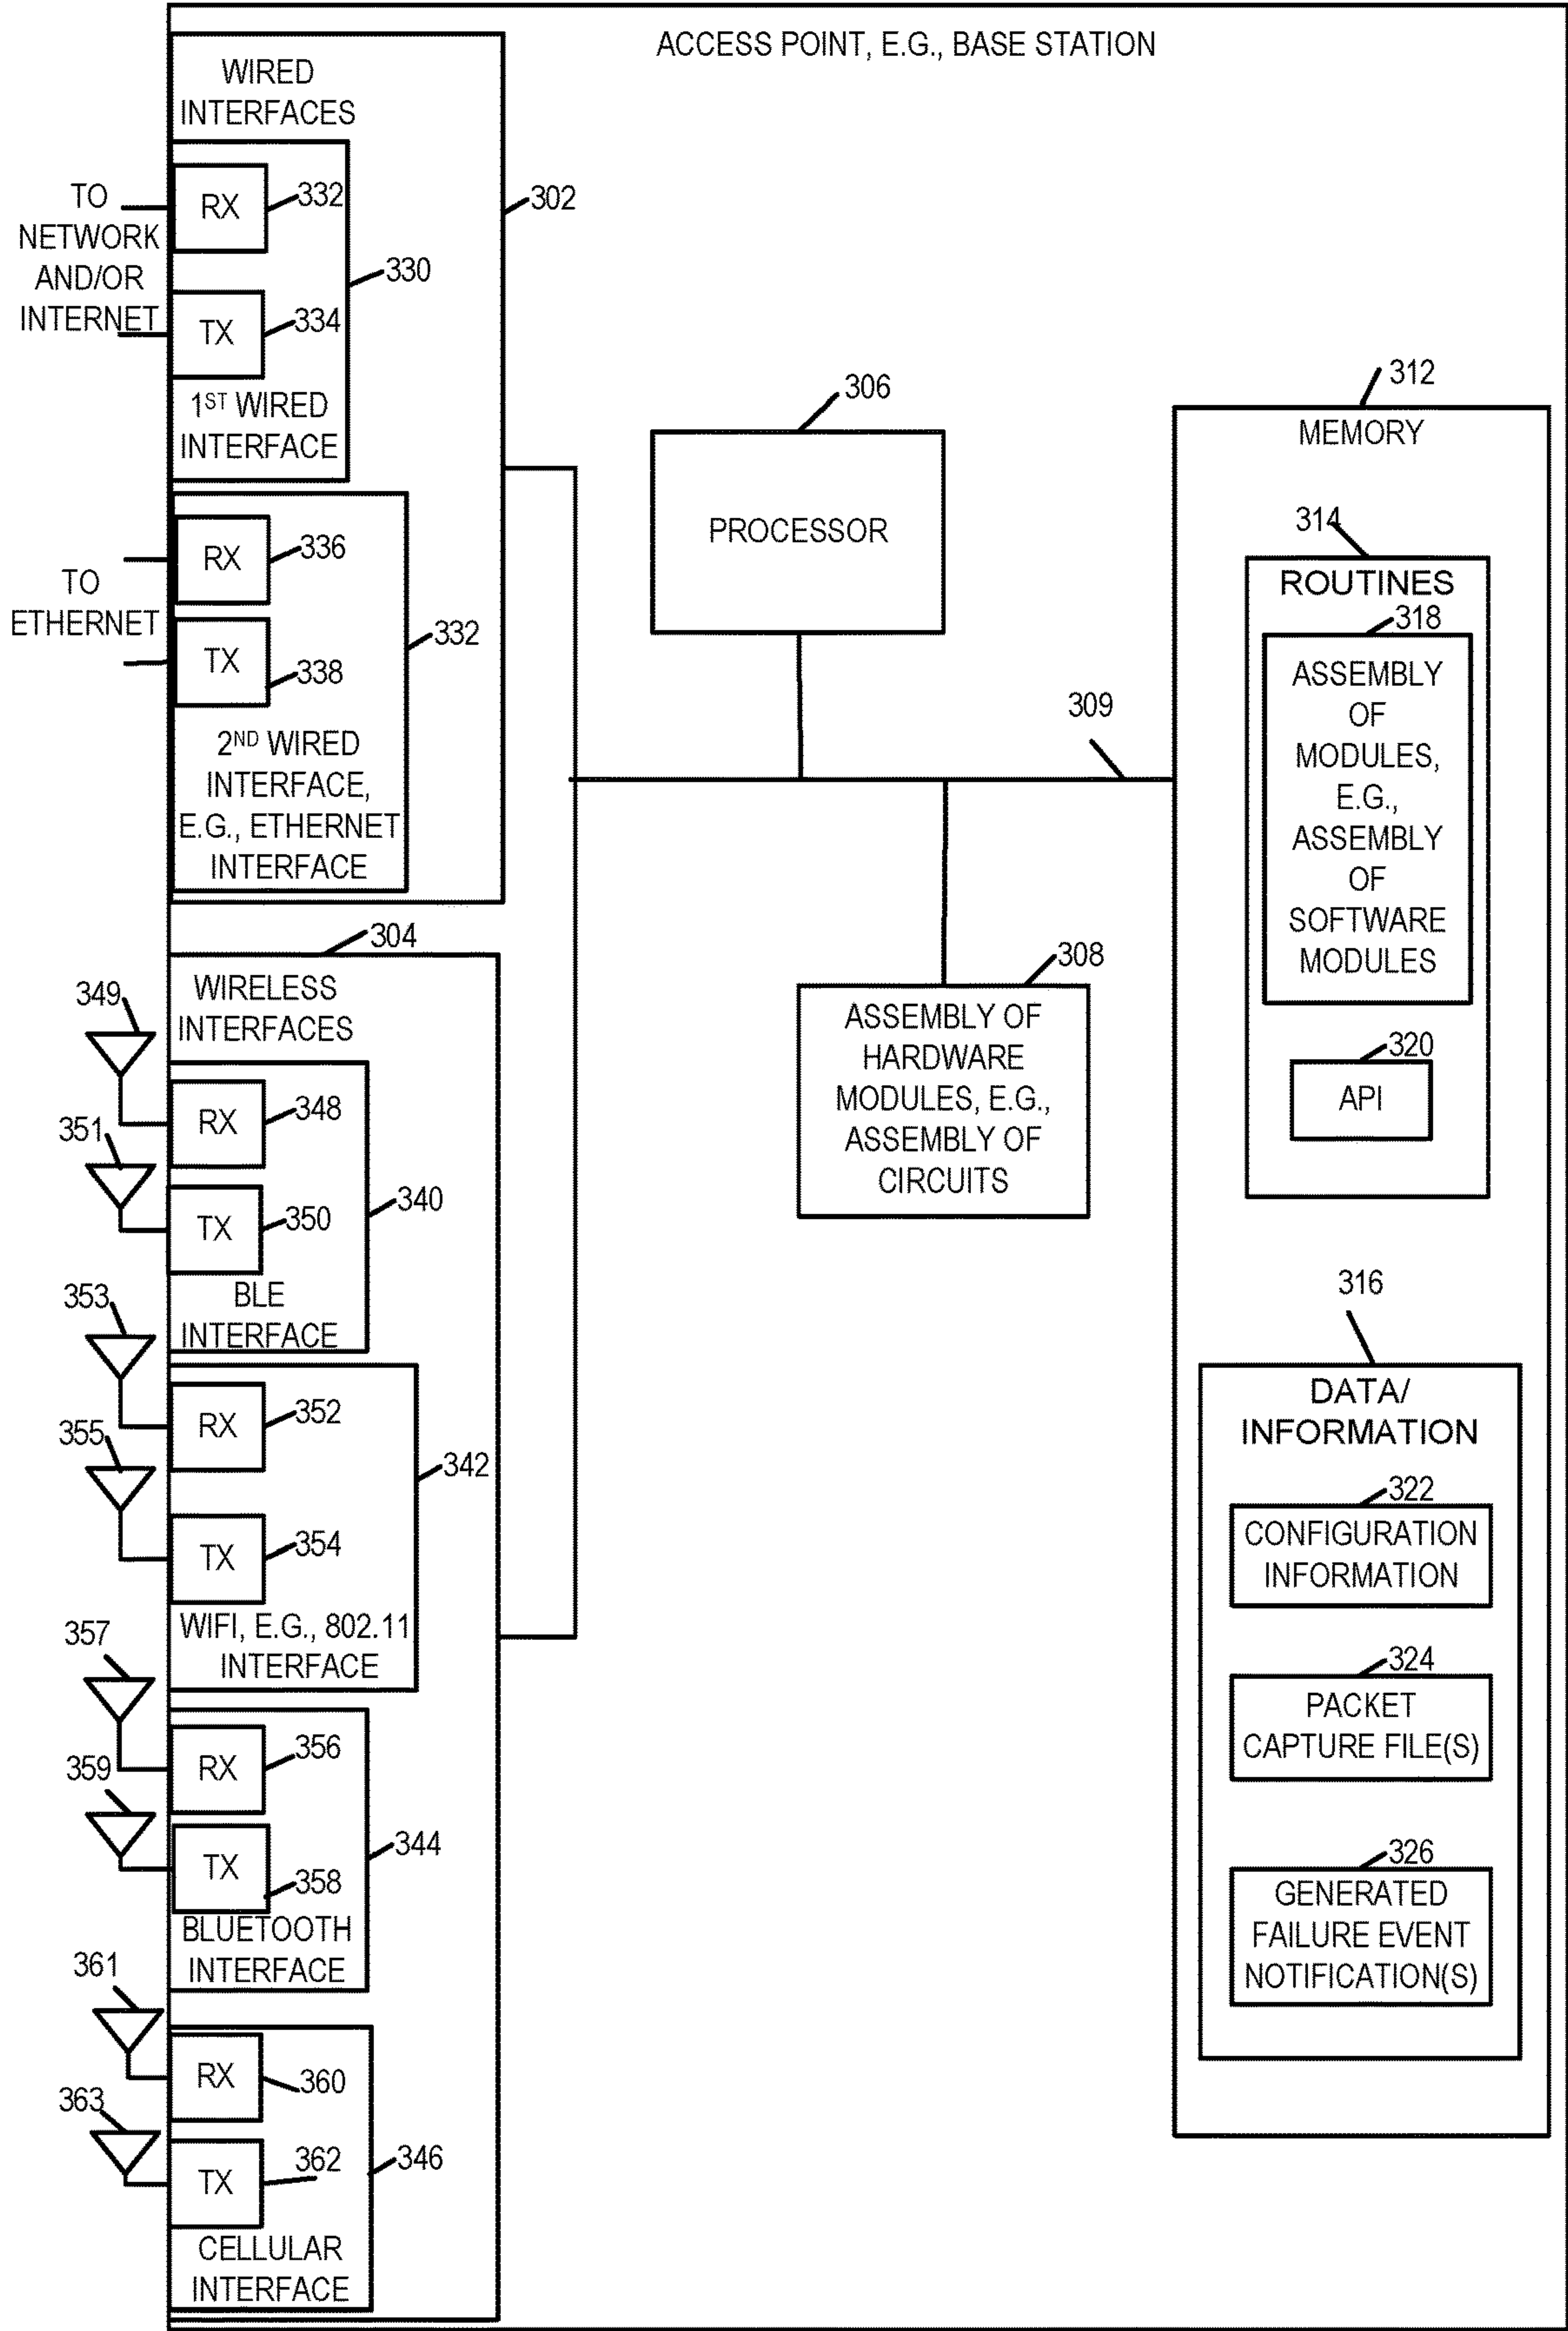 ACCESS POINT, E.G., BASE STATION
WIRED
INTERFACES
TO
NETWORK
AND/OR
INTERNET
RX
332
TX
334
1ST WIRED
INTERFACE
330
302
TO
ETHERNET
RX
336
TX
338
2ND WIRED
INTERFACE,
E.G., ETHERNET
INTERFACE
332
304
WIRELESS
INTERFACES
349
RX
348
351
TX
350
BLE
INTERFACE
340
353
RX
352
355
TX
354
WIFI, E.G., 802.11
INTERFACE
342
357
RX
356
359
TX
358
BLUETOOTH
INTERFACE
344
361
RX
360
363
TX
362
CELLULAR
INTERFACE
346
306
PROCESSOR
309
308
ASSEMBLY OF
HARDWARE
MODULES, E.G.,
ASSEMBLY OF
CIRCUITS
312
MEMORY
314
ROUTINES
318
ASSEMBLY
OF
MODULES,
E.G.,
ASSEMBLY
OF
SOFTWARE
MODULES
320
API
316
DATA/
INFORMATION
322
CONFIGURATION
INFORMATION
324
PACKET
CAPTURE FILE(S)
326
GENERATED
FAILURE EVENT
NOTIFICATION(S)